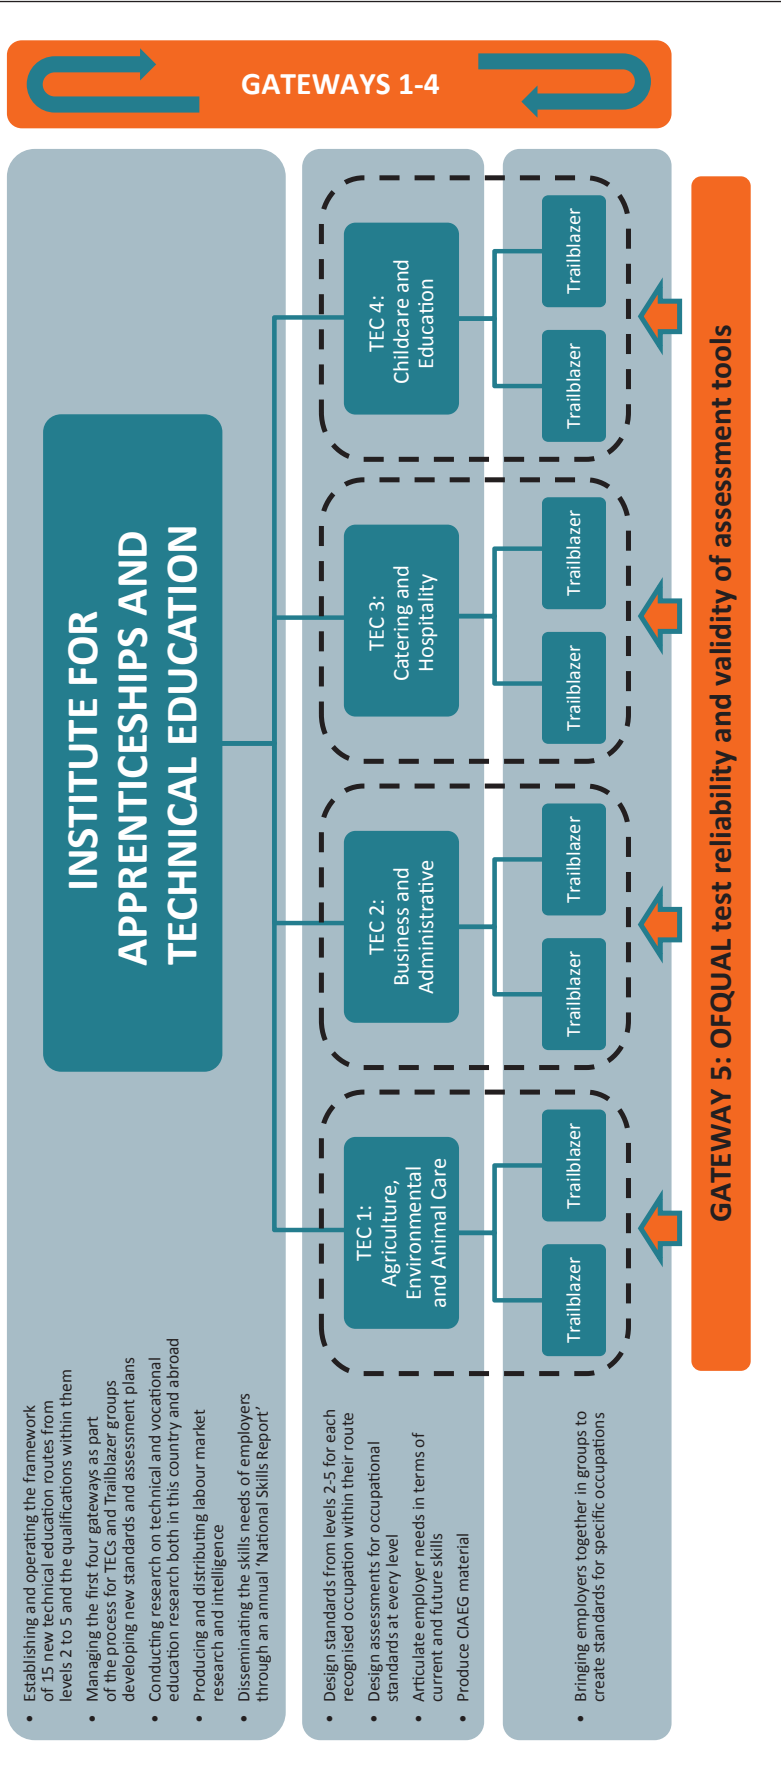 GATEWAYS 1-4
INSTITUTE FOR
APPRENTICESHIPS AND
TECHNICAL EDUCATION
• Establishing and operating the framework
of 15 new technical education routes from
levels 2 to 5 and the qualifications within them
• Managing the first four gateways as part
of the process for TECs and Trailblazer groups
developing new standards and assessment plans
• Conducting research on technical and vocational
education research both in this country and abroad
• Producing and distributing labour market
research and intelligence
• Disseminating the skills needs of employers
through an annual ‘National Skills Report’
• Design standards from levels 2-5 for each
recognised occupation within their route
• Design assessments for occupational
standards at every level
• Articulate employer needs in terms of
current and future skills
• Produce CIAEG material
TEC 1:
Agriculture,
Environmental
and Animal Care
TEC 2:
Business and
Administrative
TEC 3:
Catering and
Hospitality
TEC 4:
Childcare and
Education
• Bringing employers together in groups to
create standards for specific occupations
Trailblazer
Trailblazer
Trailblazer
Trailblazer
Trailblazer
Trailblazer
Trailblazer
Trailblazer
GATEWAY 5: OFQUAL test reliability and validity of assessment tools